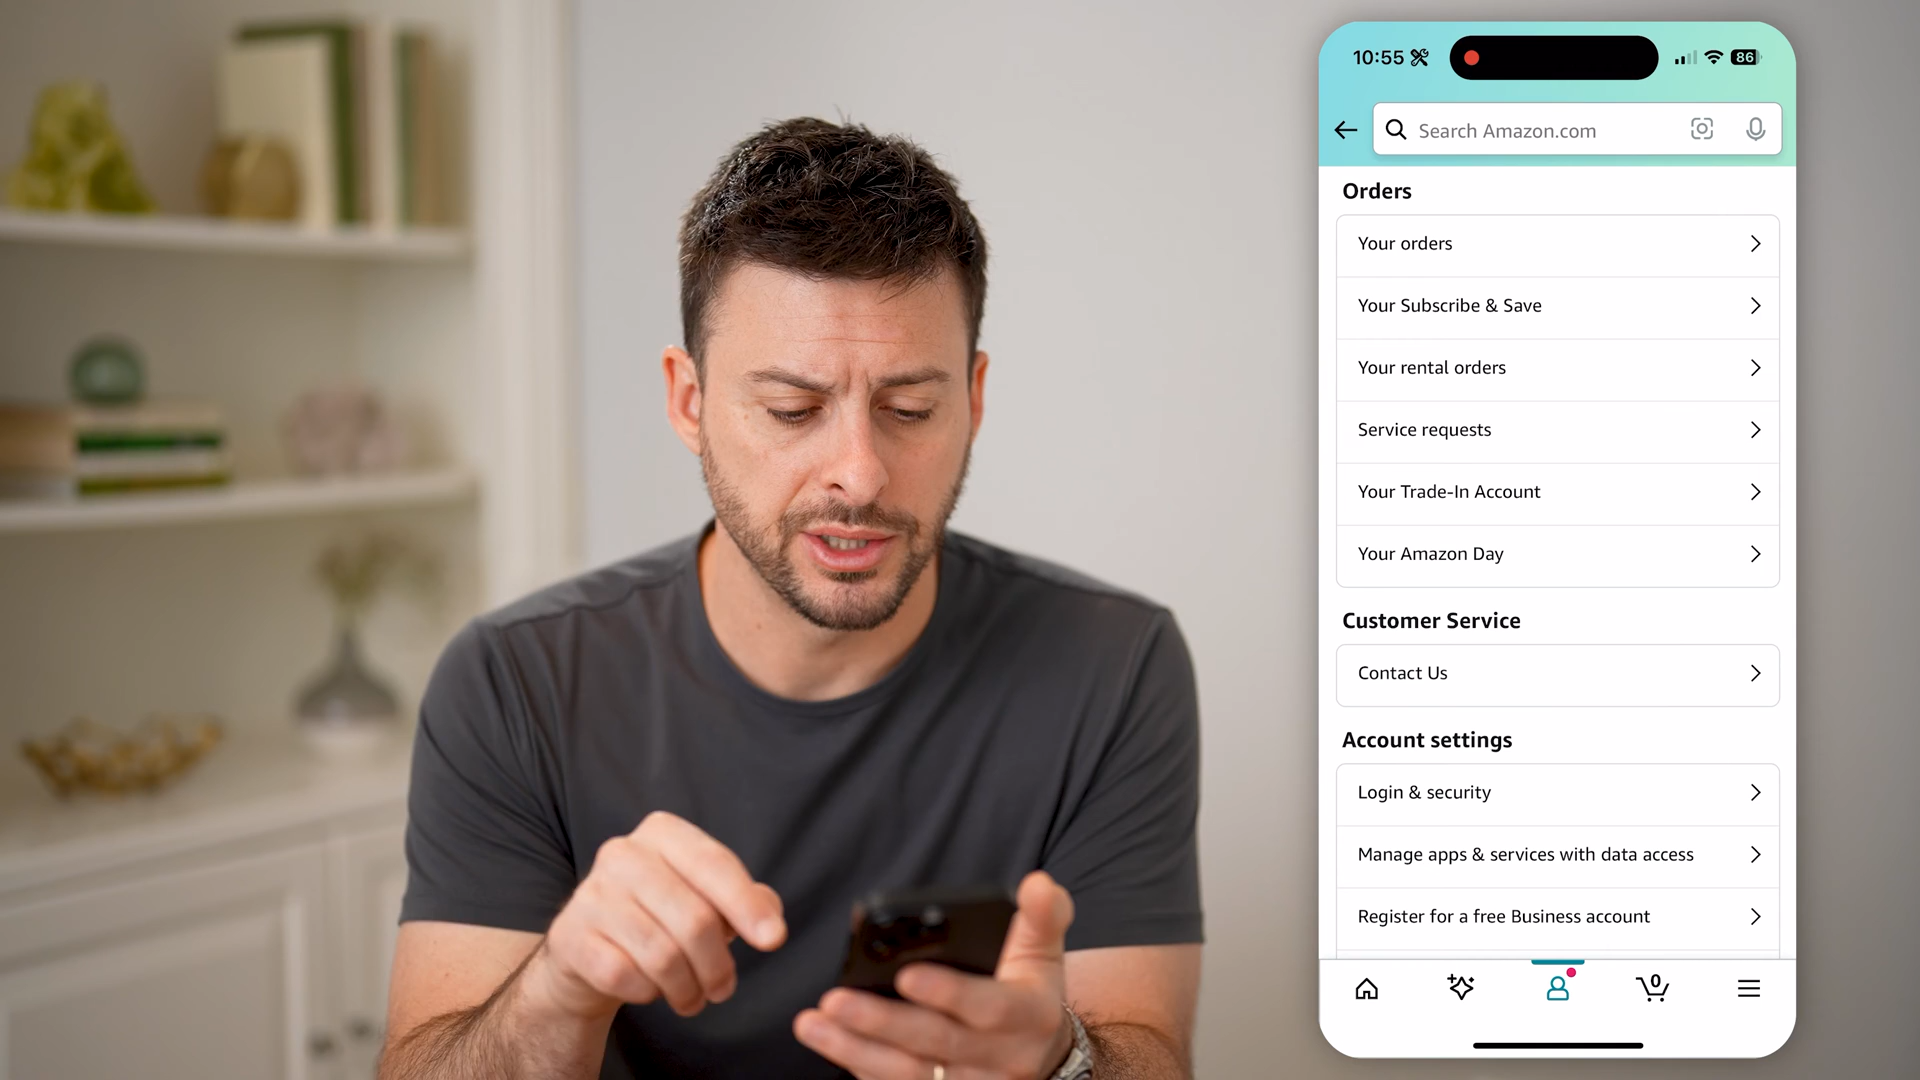 10:55
86
Search Amazon.com
Orders
Your orders
Your Subscribe & Save
Your rental orders
Service requests
Your Trade-In Account
Your Amazon Day
Customer Service
Contact Us
Account settings
Login & security
Manage apps & services with data access
Register for a free Business account
0